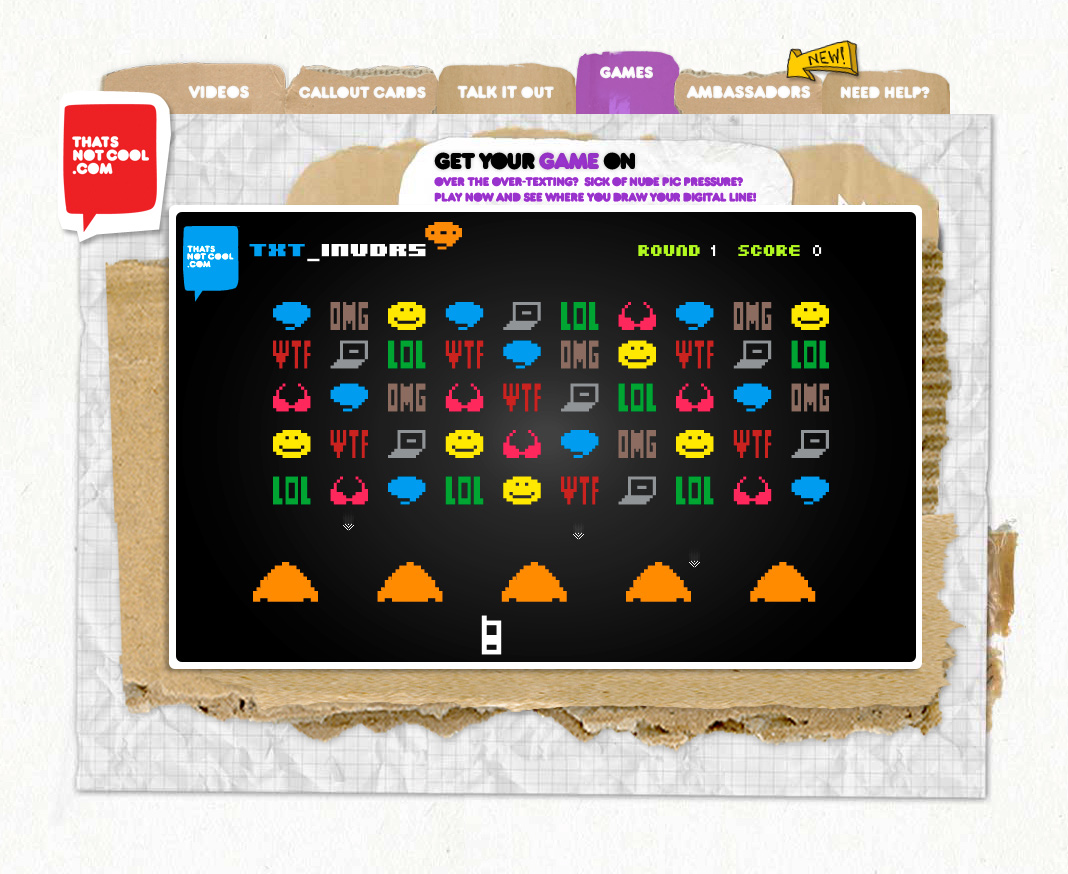 NEW!
VIDEOS CALLOUT CARDS TALK IT OUT GAMES AMBASSADORS NEED HELP?
THATS
NOT COOL
.COM
GET YOUR GAME ON
OVER THE OVER-TEXTING? SICK OF NUDE PIC PRESSURE?
PLAY NOW AND SEE WHERE YOU DRAW YOUR DIGITAL LINE!
THATS
NOT COOL
.COM
TXT_INVDRS ROUND 1 SCORE 0
OMG LOL OMG
WTF LOL WTF OMG WTF LOL
OMG WTF LOL OMG
WTF OMG WTF
LOL LOL WTF LOL